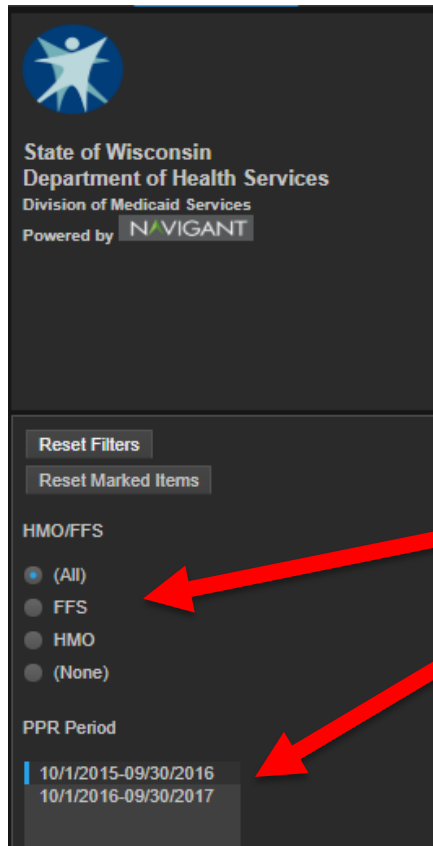 State of Wisconsin
Department of Health Services
Division of Medicaid Services
Powered by NAVIGANT
Reset Filters
Reset Marked Items
HMO/FFS
(All)
FFS
HMO
(None)
PPR Period
10/1/2015-09/30/2016
10/1/2016-09/30/2017